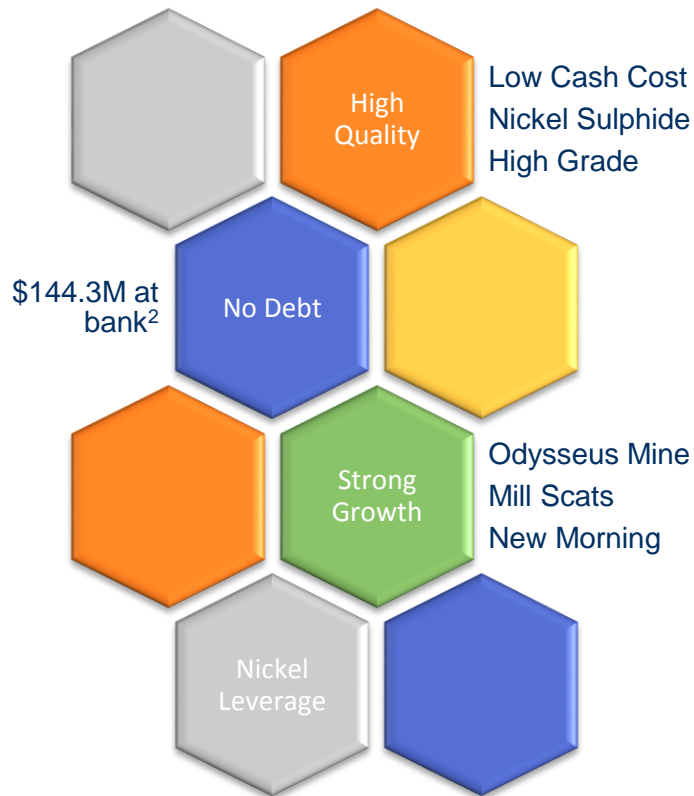 High
Quality
Low Cash Cost
Nickel Sulphide
High Grade
$144.3M at
bank²
No Debt
Strong
Growth
Odysseus Mine
Mill Scats
New Morning
Nickel
Leverage